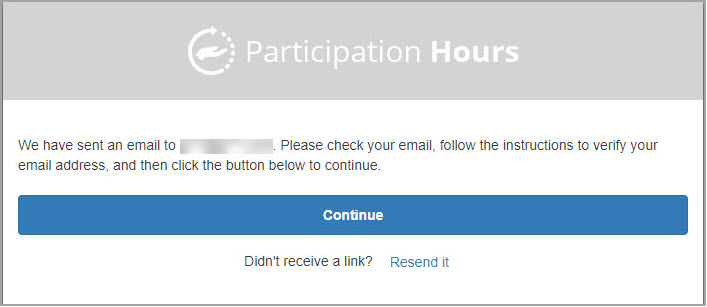 Participation Hours
We have sent an email to . Please check your email, follow the instructions to verify your
email address, and then click the button below to continue.
Continue
Didn't receive a link? Resend it